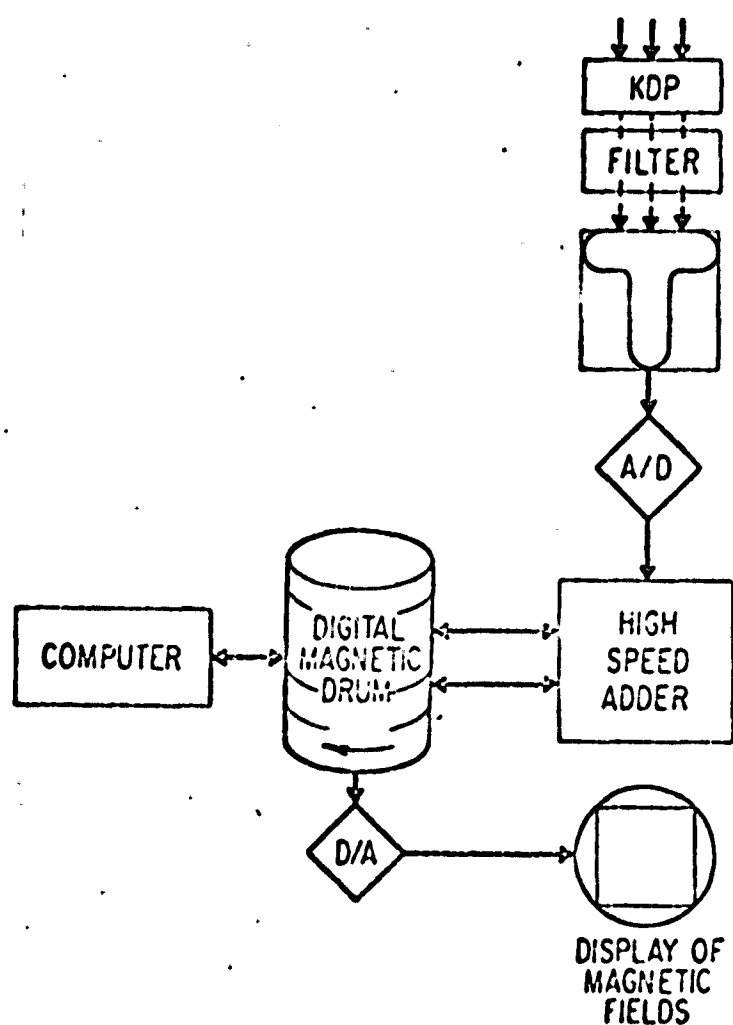 KDP
FILTER
A/D
HIGH
SPEED
ADDER
DIGITAL
MAGNETIC
DRUM
COMPUTER
D/A
DISPLAY OF
MAGNETIC
FIELDS